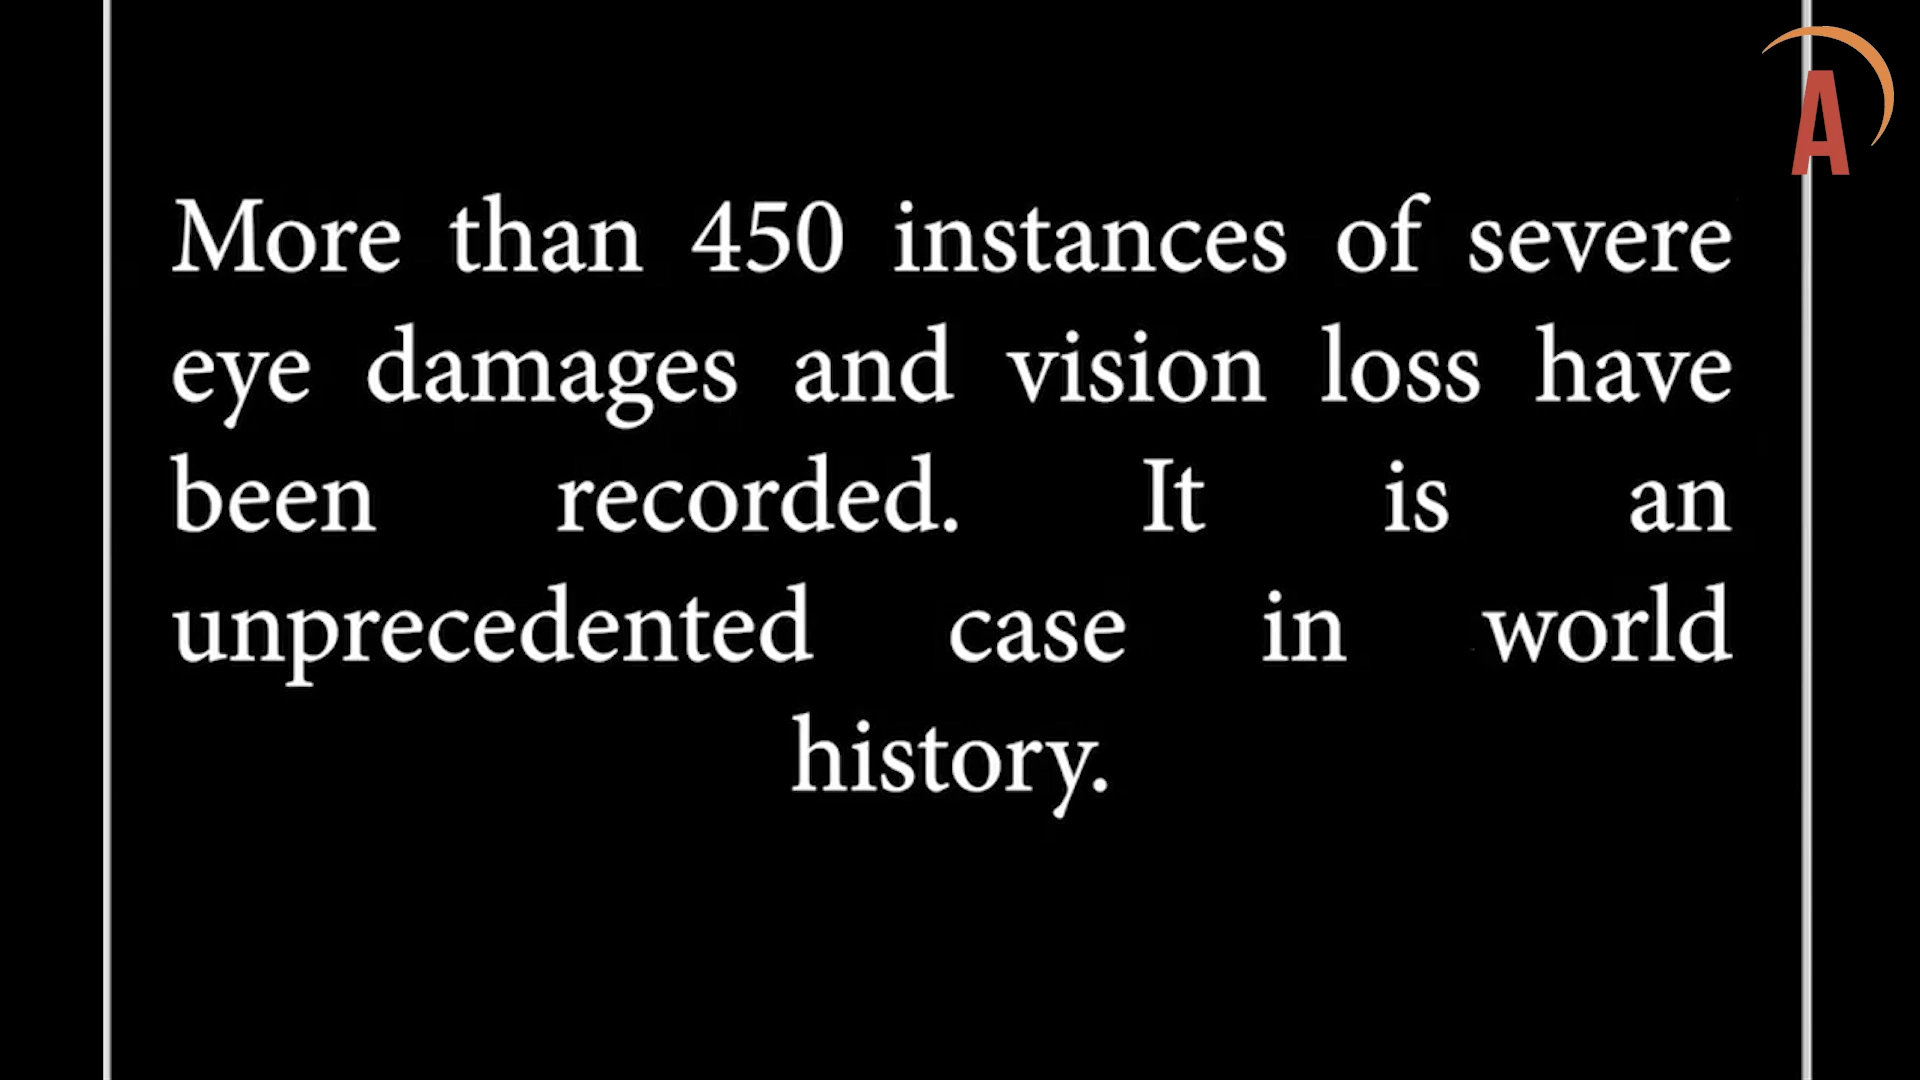 A
More than 450 instances of severe
eye damages and vision loss have
been recorded. It is an
unprecedented case in world
history.